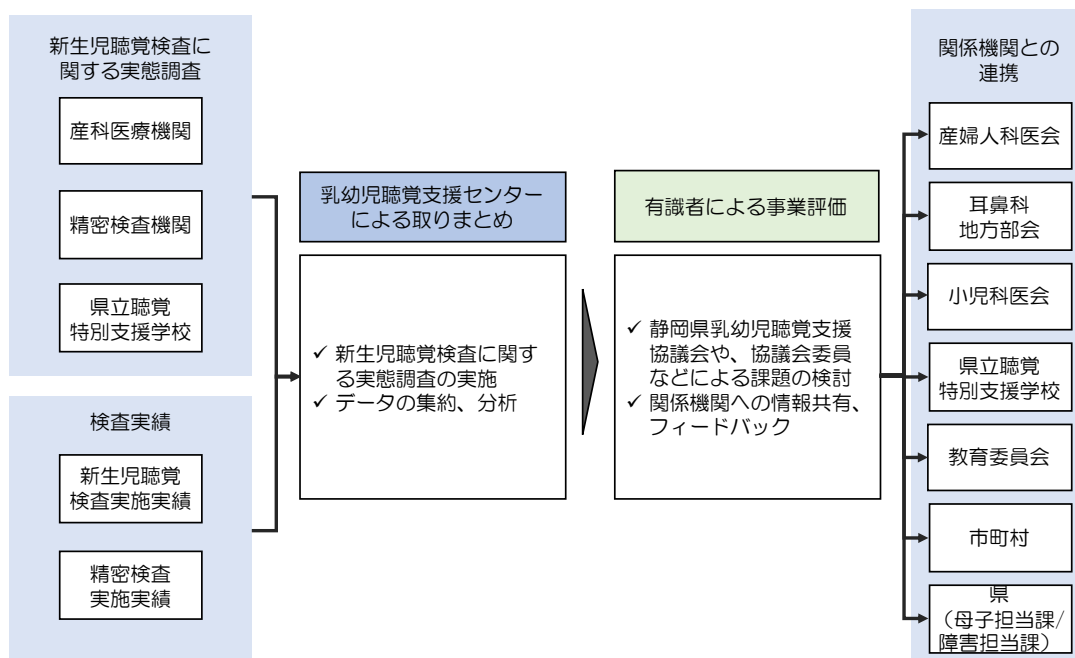 新生児聴覚検査に
関する実態調査
産科医療機関
精密検査機関
県立聴覚
特別支援学校
検査実績
新生児聴覚
検査実施実績
精密検査
実施実績
乳幼児聴覚支援センター
による取りまとめ
✓ 新生児聴覚検査に関す
る実態調査の実施
✓ データの集約、分析
有識者による事業評価
✓ 静岡県乳幼児聴覚支援
協議会や、協議会委員
などによる課題の検討
✓ 関係機関への情報共有、
フィードバック
関係機関との
連携
産婦人科医会
耳鼻科
地方部会
小児科医会
県立聴覚
特別支援学校
教育委員会
市町村
県
（母子担当課/
障害担当課）